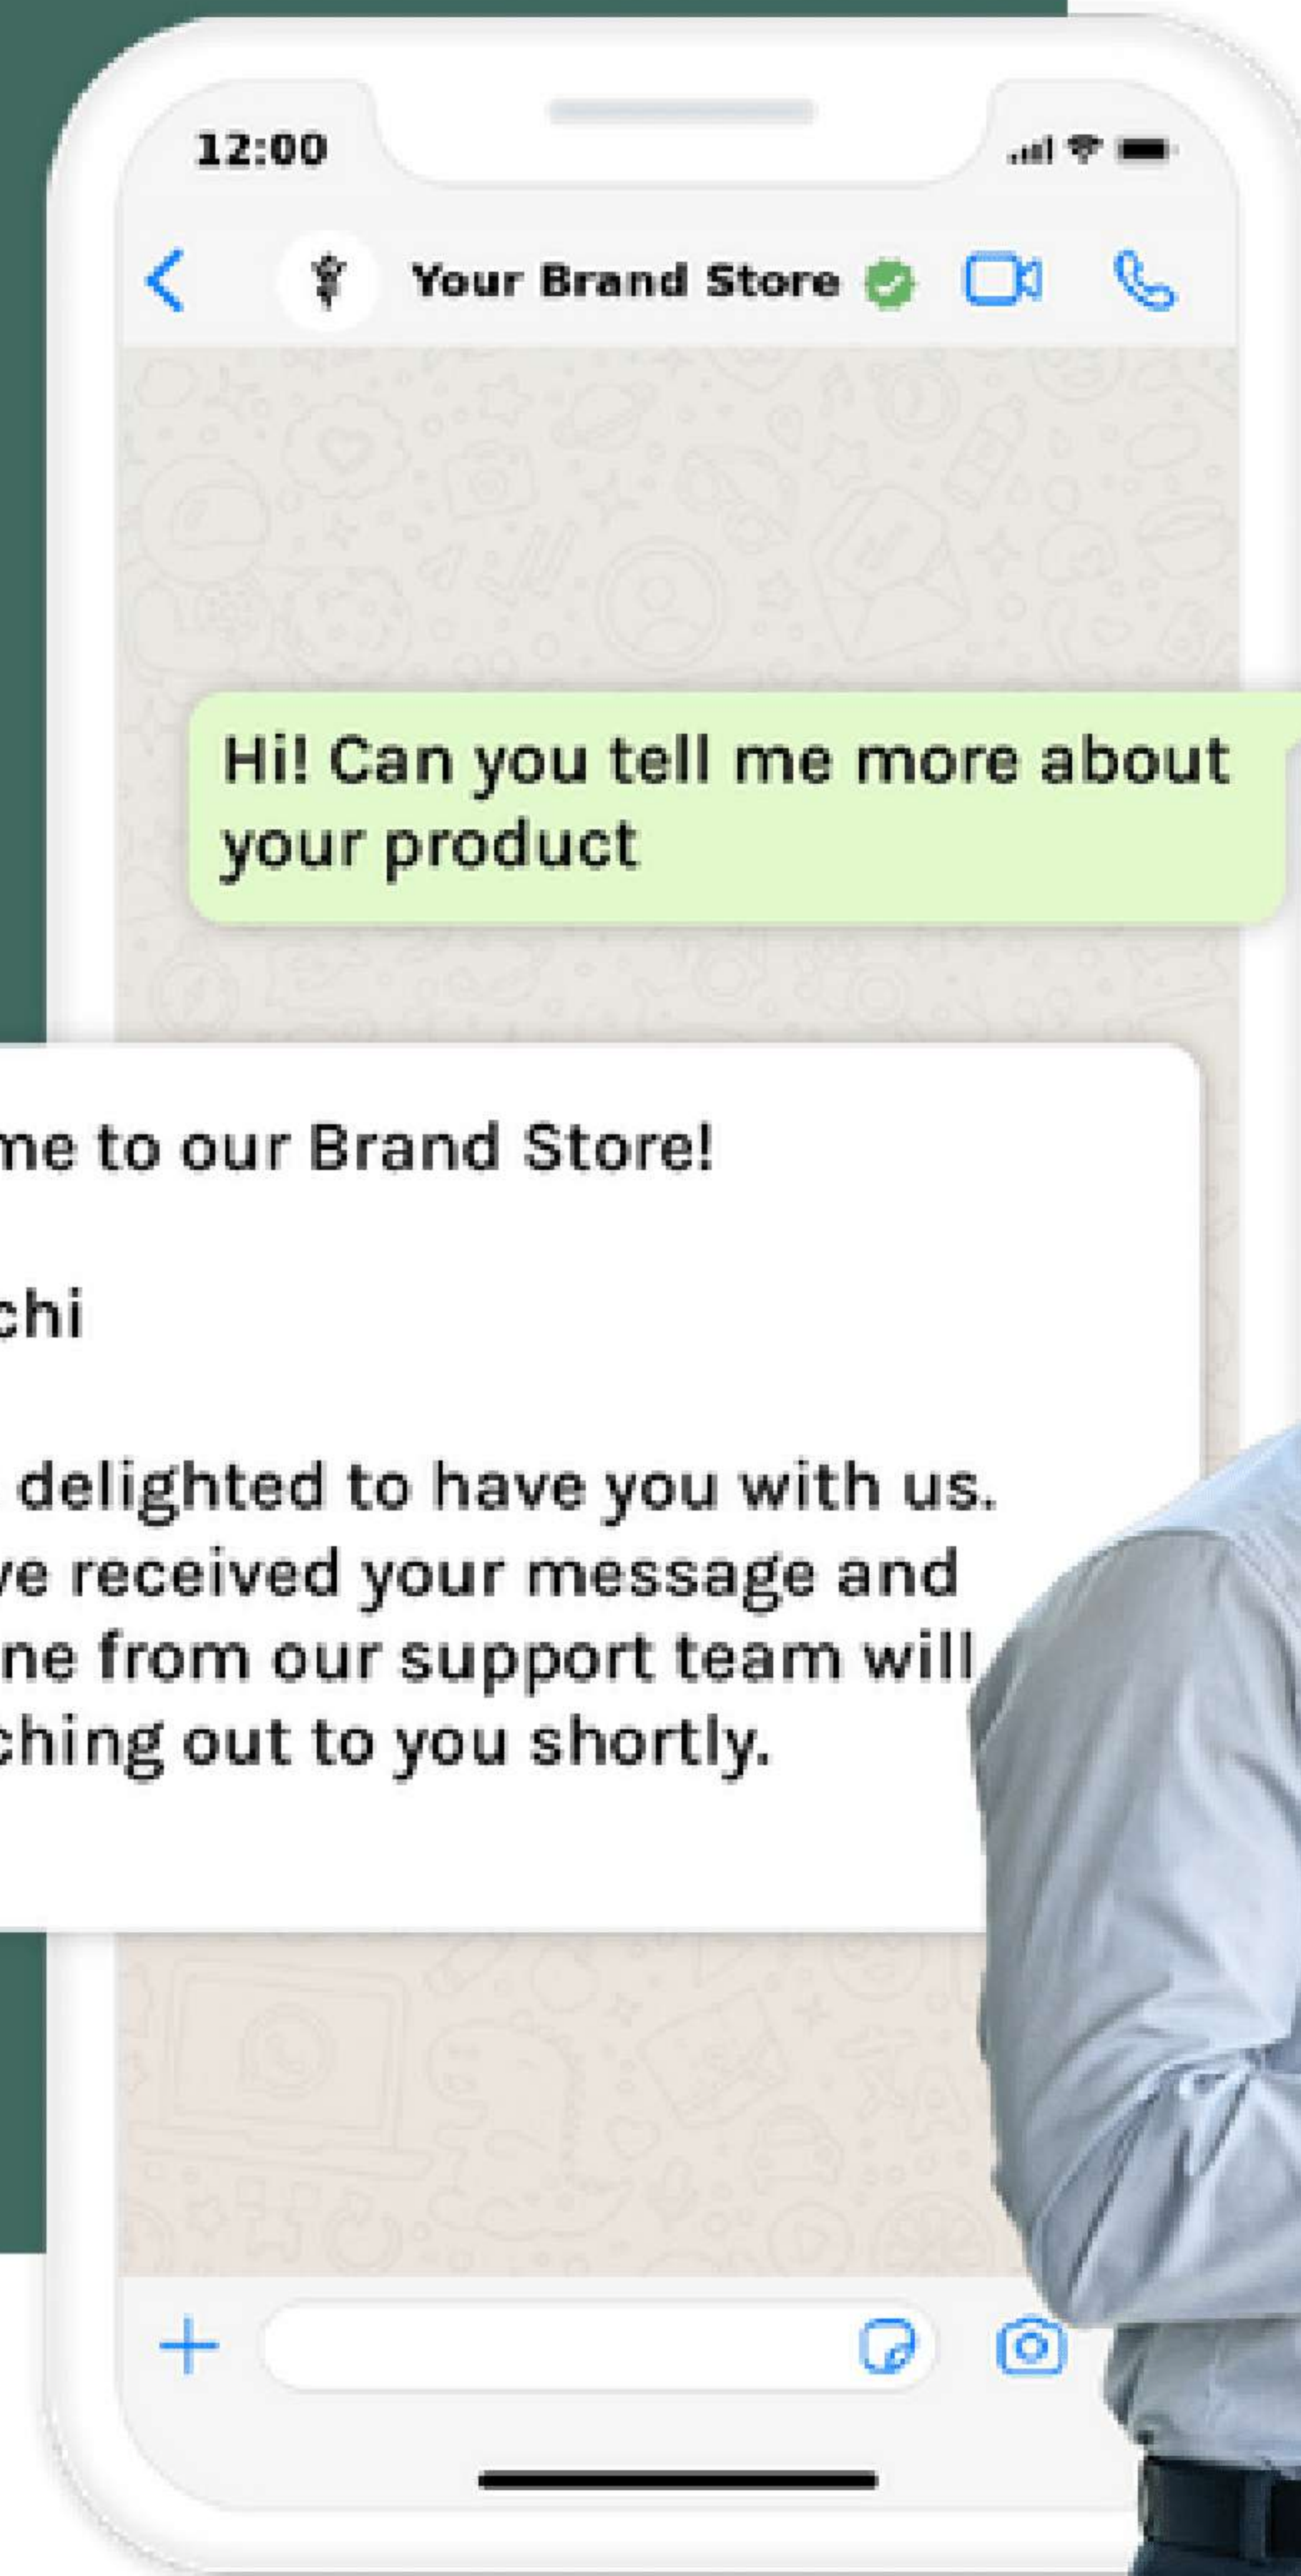 12:00
Your Brand Store
Hi! Can you tell me more about
your product
me to our Brand Store!
chi
delighted to have you with us.
ve received your message and
ne from our support team will
ching out to you shortly.